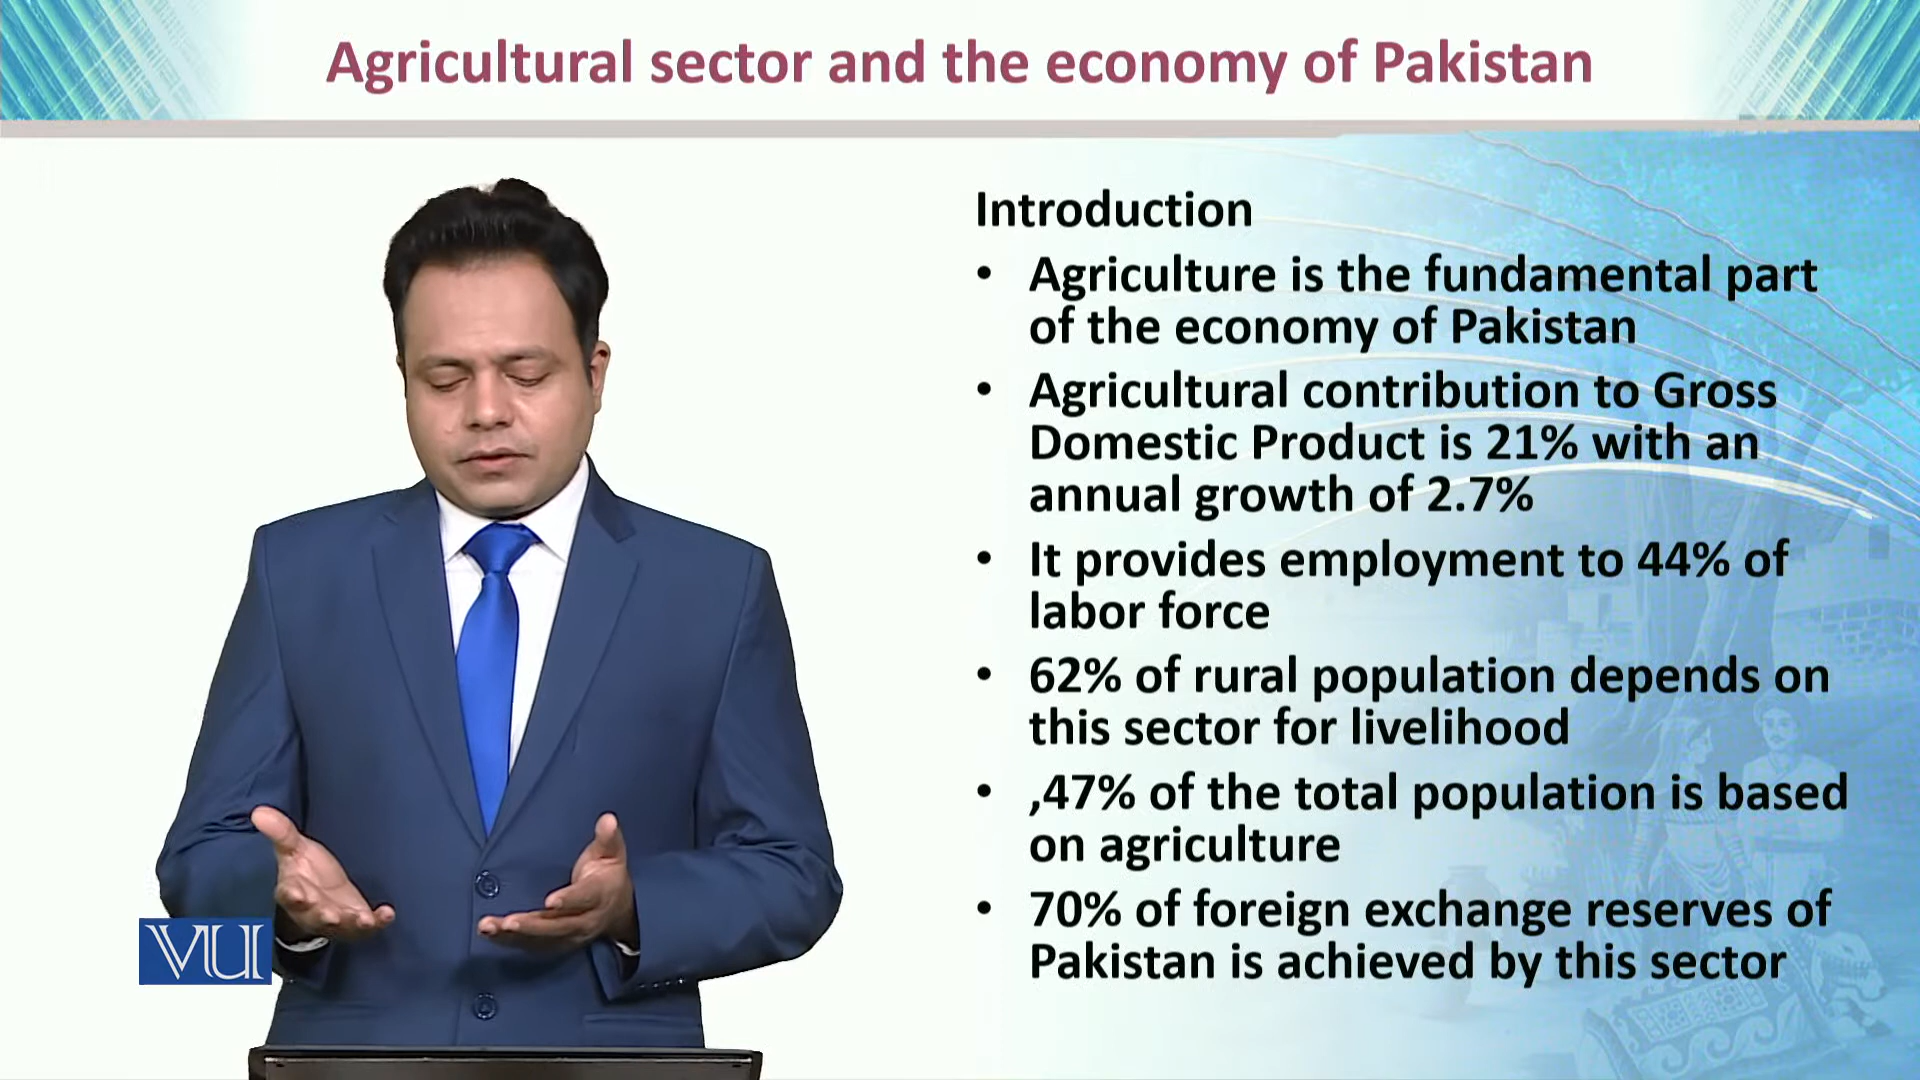 Agricultural sector and the economy of Pakistan
Introduction
• Agriculture is the fundamental part
of the economy of Pakistan
• Agricultural contribution to Gross
Domestic Product is 21% with an
annual growth of 2.7%
• It provides employment to 44% of
labor force
• 62% of rural population depends on
this sector for livelihood
• ,47% of the total population is based
on agriculture
• 70% of foreign exchange reserves of
Pakistan is achieved by this sector
VU